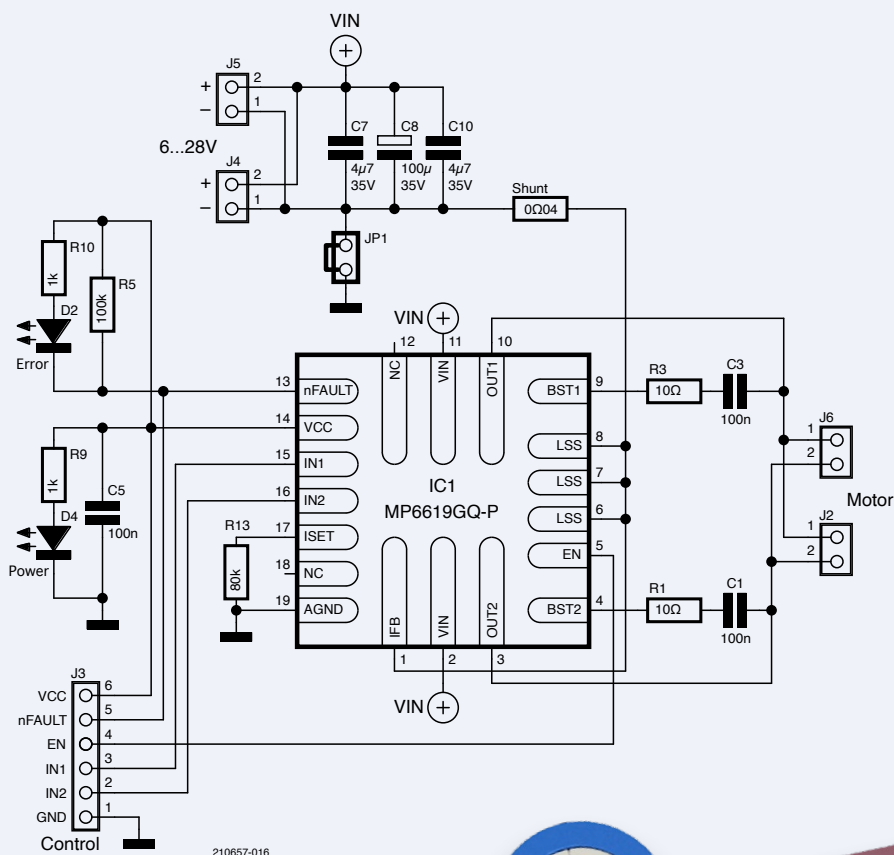 VIN
J5
+ 2
– 1
6...28V
J4
+ 2
– 1
C7
4µ7
35V
C8
100µ
35V
C10
4µ7
35V
Shunt
0Ω04
JP1
R10
1k
R5
100k
D2
Error
R9
1k
C5
100n
D4
Power
R13
80k
VIN
12 11 10
NC VIN OUT1
13 nFAULT
14 VCC
15 IN1
16 IN2
17 ISET
18 NC
19 AGND
IC1
MP6619GQ-P
BST1 9
LSS 8
LSS 7
LSS 6
EN 5
BST2 4
IFB VIN OUT2
1 2 3
VIN
R3
10Ω
C3
100n
J6
1
2
Motor
J2
1
2
R1
10Ω
C1
100n
J3
VCC 6
nFAULT 5
EN 4
IN1 3
IN2 2
GND 1
Control
210657-016